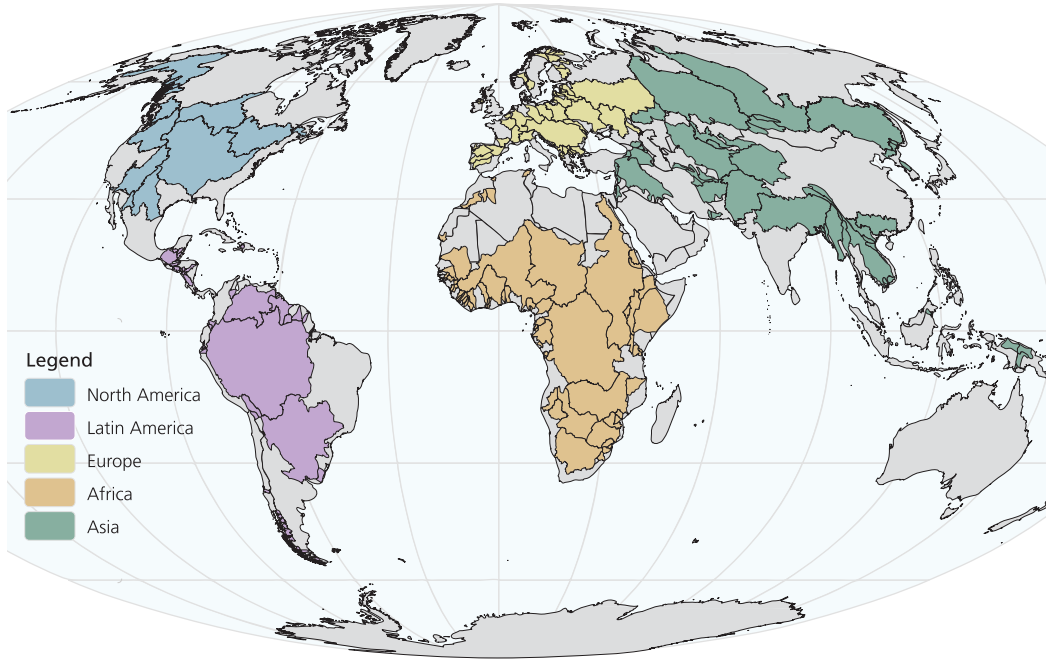 Legend
North America
Latin America
Europe
Africa
Asia